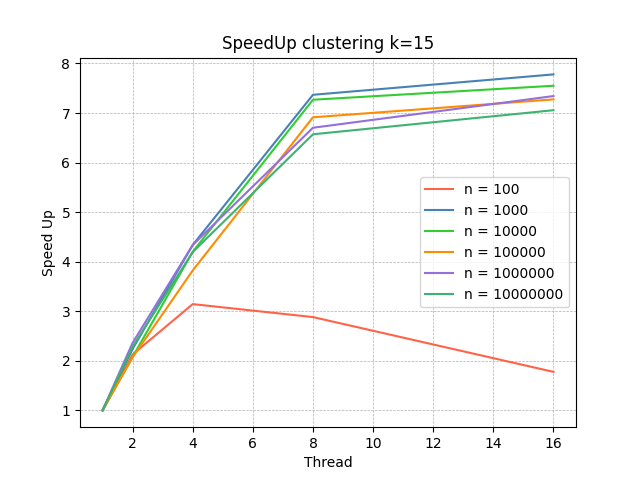 SpeedUp clustering k=15
8
7
6
5
4
3
2
1
Speed Up
n = 100
n = 1000
n = 10000
n = 100000
n = 1000000
n = 10000000
2 4 6 8 10 12 14 16
Thread